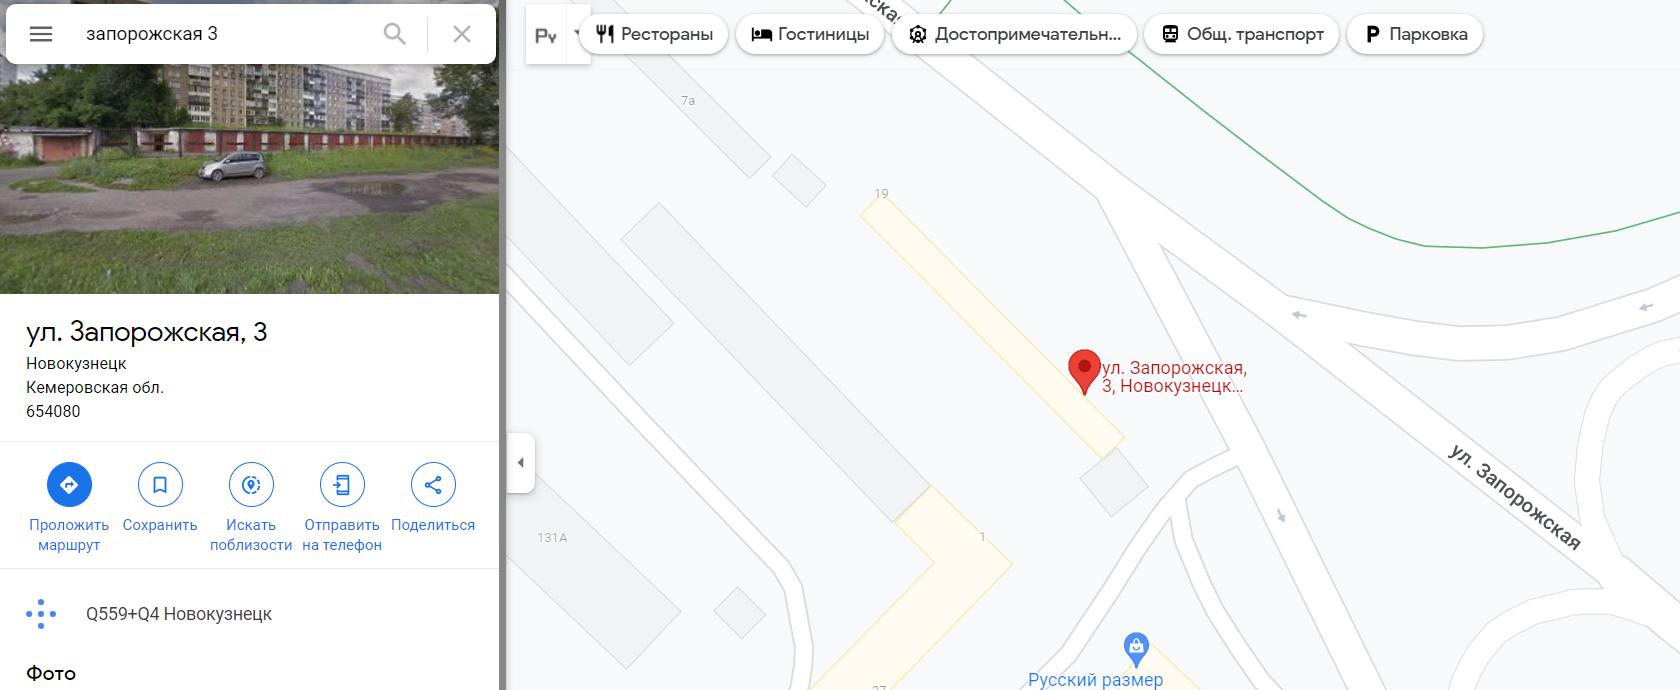 запорожская 3
Ру
Рестораны
Гостиницы
Достопримечательн...
Общ. транспорт
P Парковка
ул. Запорожская, 3
Новокузнецк
Кемеровская обл.
654080
Проложить
маршрут
Сохранить
Искать
поблизости
Отправить
на телефон
Поделиться
Q559+Q4 Новокузнецк
Фото
7а
19
ул. Запорожская,
3, Новокузнецк...
ул. Запорожская
131А
1
Русский размер